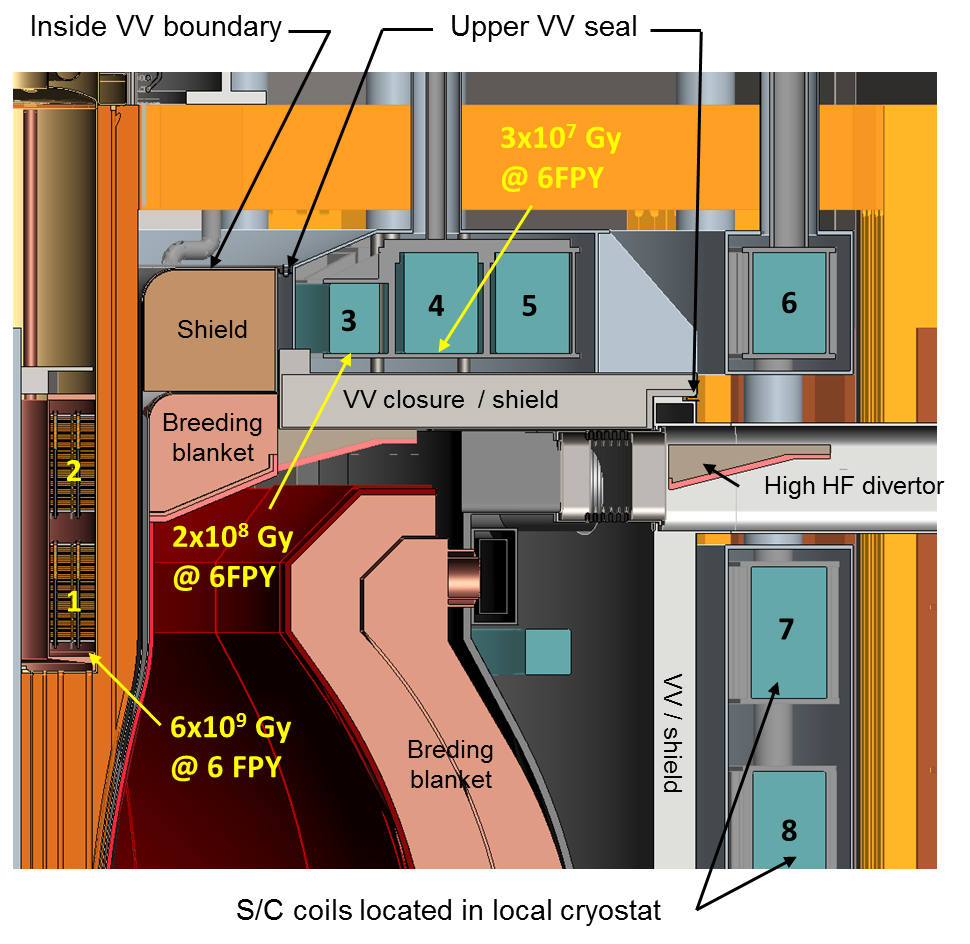 Inside VV boundary
Upper VV seal
3x10⁷ Gy
@ 6FPY
3
4
5
6
Shield
VV closure / shield
Breeding
blanket
2
High HF divertor
2x10⁸ Gy
@ 6FPY
1
7
6x10⁹ Gy
@ 6 FPY
VV / shield
Breding
blanket
8
S/C coils located in local cryostat